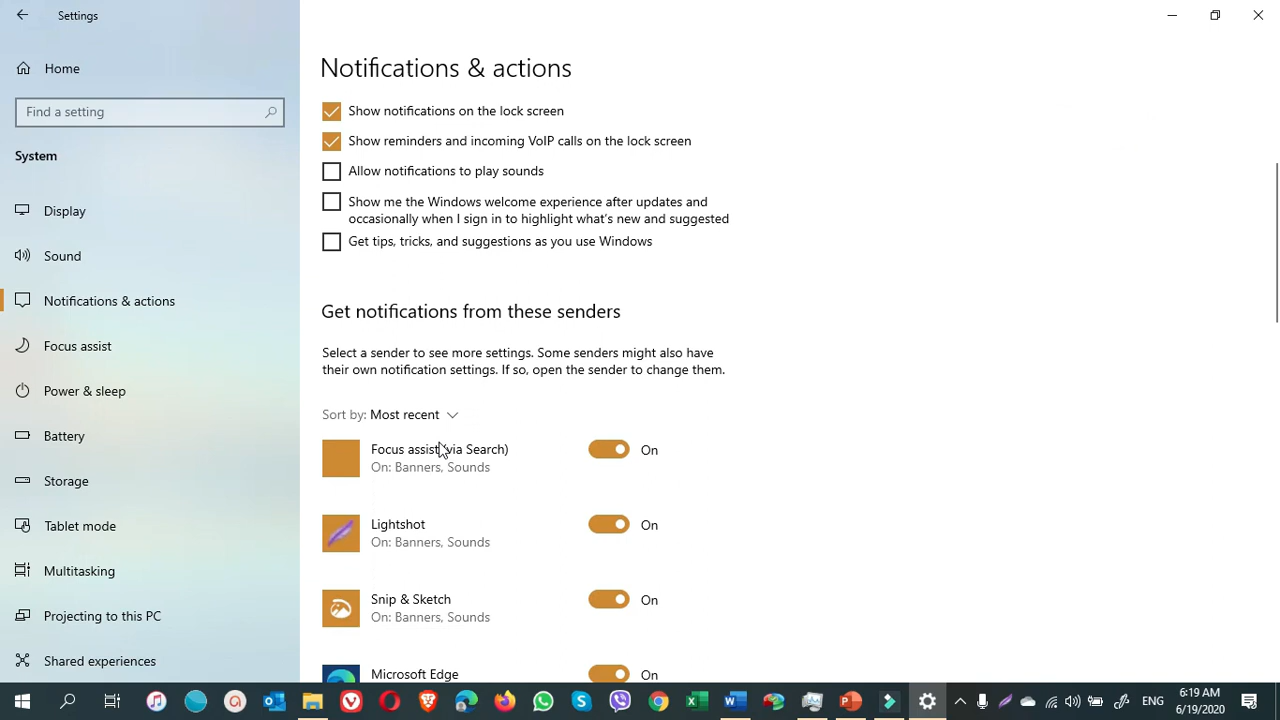 Settings
Home
Find a setting
System
Display
Sound
Notifications & actions
Focus assist
Power & sleep
Battery
Storage
Tablet mode
Multitasking
Projecting to this PC
Shared experiences
Notifications & actions
Show notifications on the lock screen
Show reminders and incoming VoIP calls on the lock screen
Allow notifications to play sounds
Show me the Windows welcome experience after updates and
occasionally when I sign in to highlight what's new and suggested
Get tips, tricks, and suggestions as you use Windows
Get notifications from these senders
Select a sender to see more settings. Some senders might also have
their own notification settings. If so, open the sender to change them.
Sort by: Most recent
Focus assist (via Search)
On: Banners, Sounds
On
Lightshot
On: Banners, Sounds
On
Snip & Sketch
On: Banners, Sounds
On
Microsoft Edge
On
ENG
6:19 AM
6/19/2020